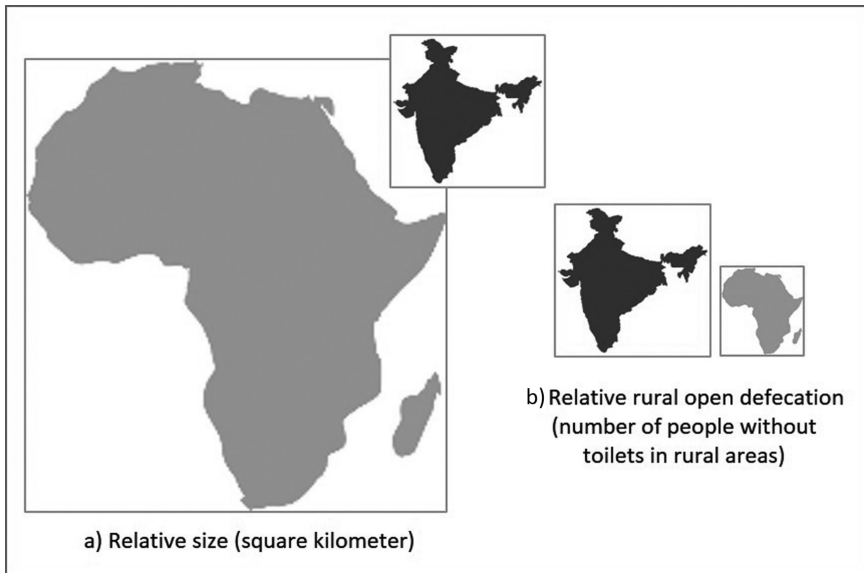 a) Relative size (square kilometer)
b) Relative rural open defecation
(number of people without
toilets in rural areas)